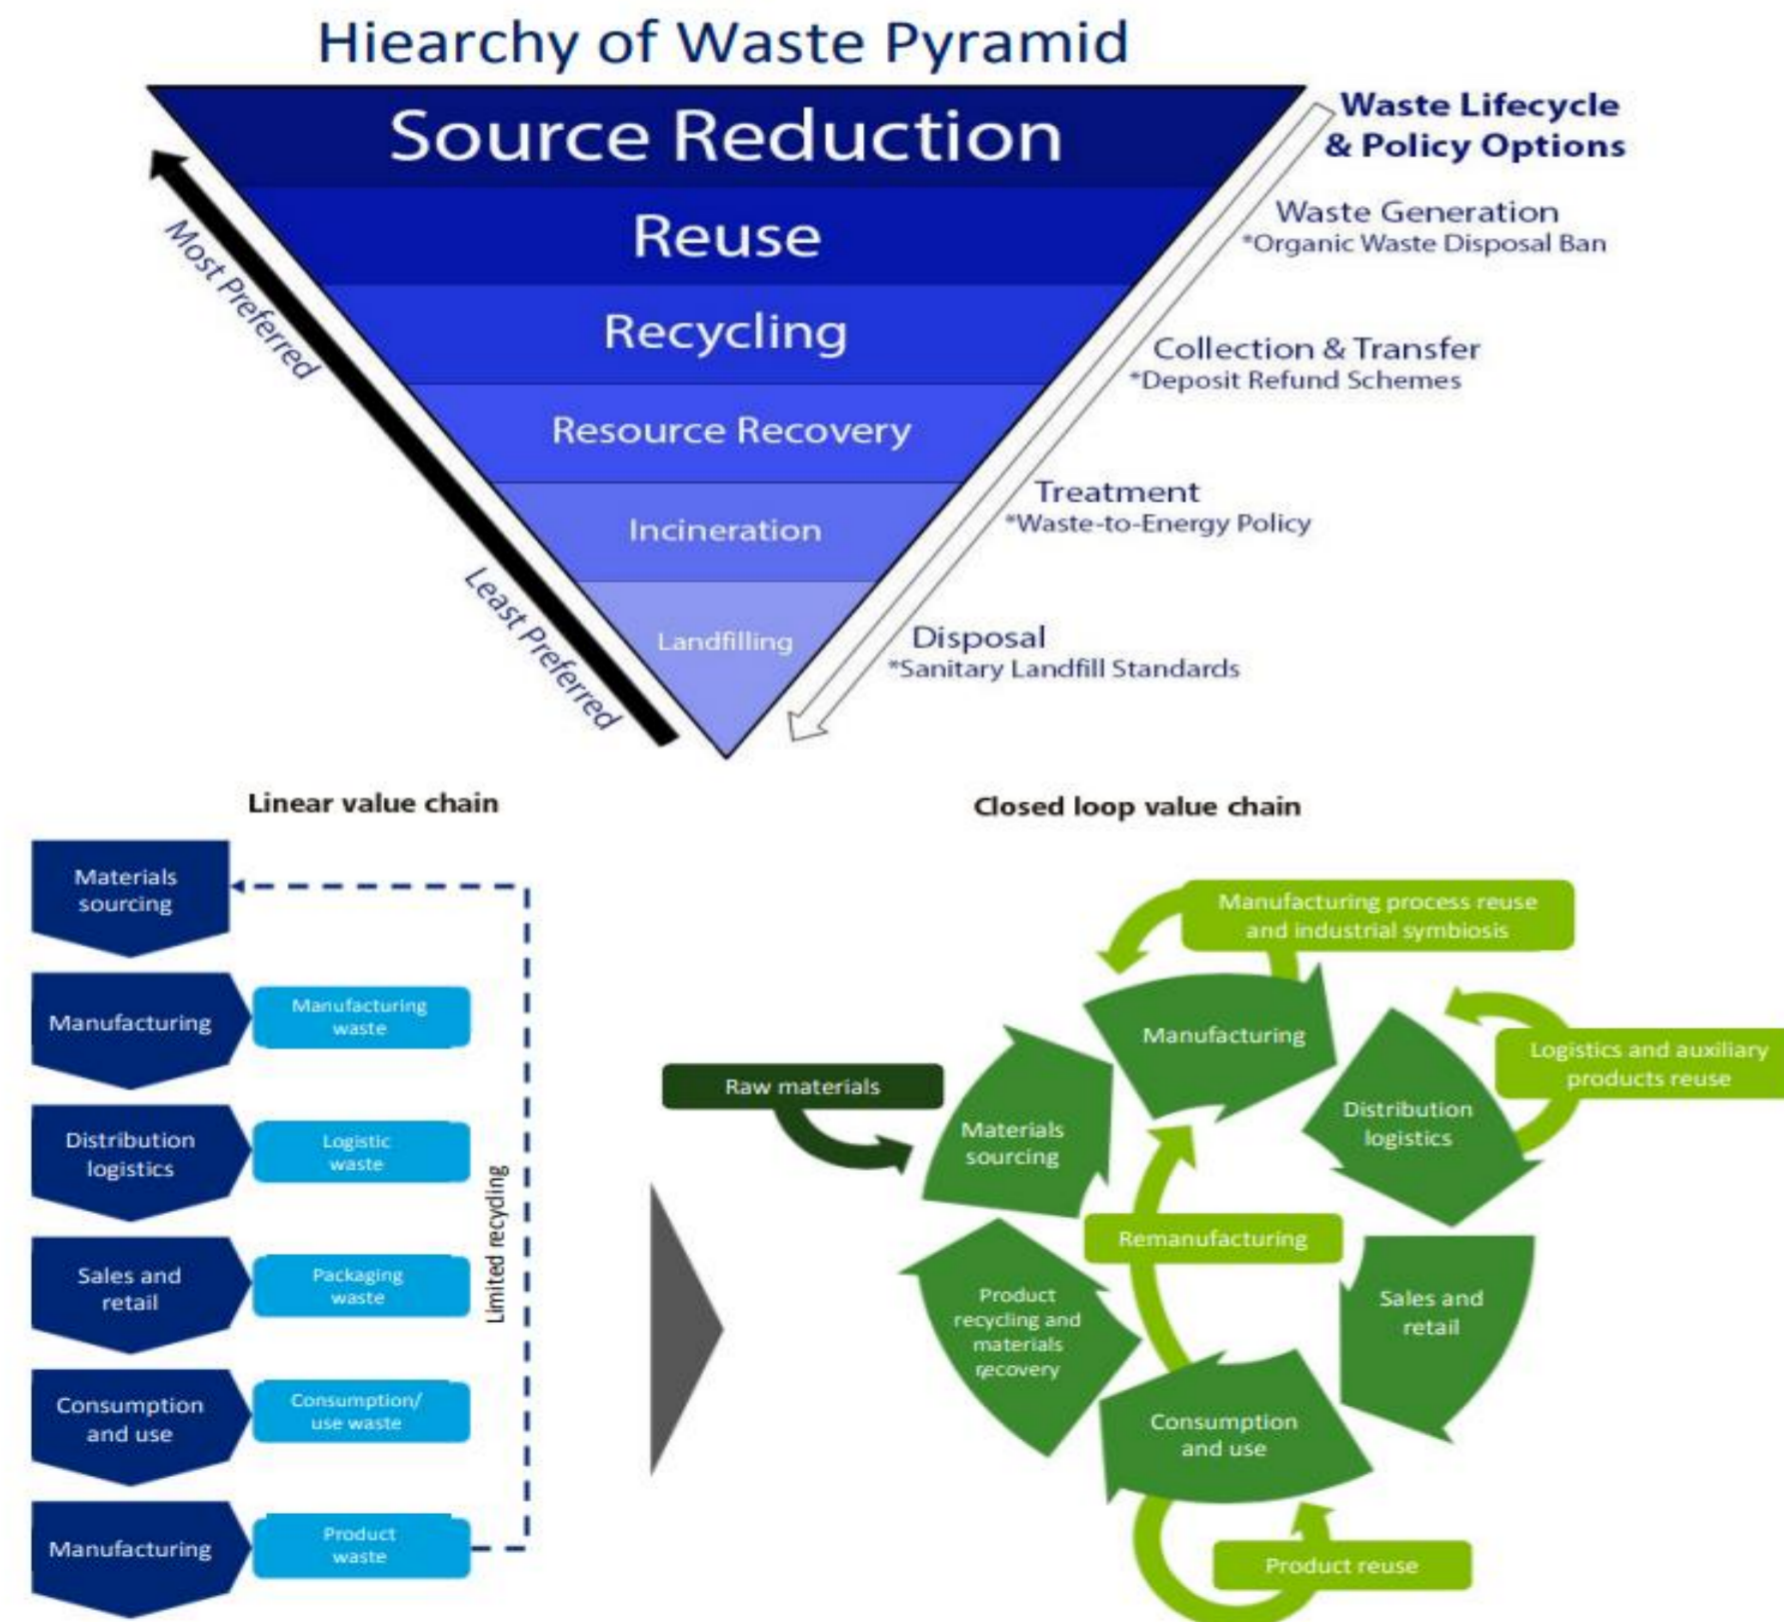 Hiearchy of Waste Pyramid
Source Reduction
Reuse
Recycling
Resource Recovery
Incineration
Landfilling
Most Preferred
Least Preferred
Waste Lifecycle
& Policy Options
Waste Generation
*Organic Waste Disposal Ban
Collection & Transfer
*Deposit Refund Schemes
Treatment
*Waste-to-Energy Policy
Disposal
*Sanitary Landfill Standards
Linear value chain
Materials
sourcing
Manufacturing
Manufacturing
waste
Distribution
logistics
Logistic
waste
Sales and
retail
Packaging
waste
Consumption
and use
Consumption/
use waste
Manufacturing
Product
waste
Limited recycling
Closed loop value chain
Manufacturing process reuse
and industrial symbiosis
Manufacturing
Logistics and auxiliary
products reuse
Raw materials
Distribution
logistics
Materials
sourcing
Remanufacturing
Product
recycling and
materials
recovery
Sales and
retail
Consumption
and use
Product reuse